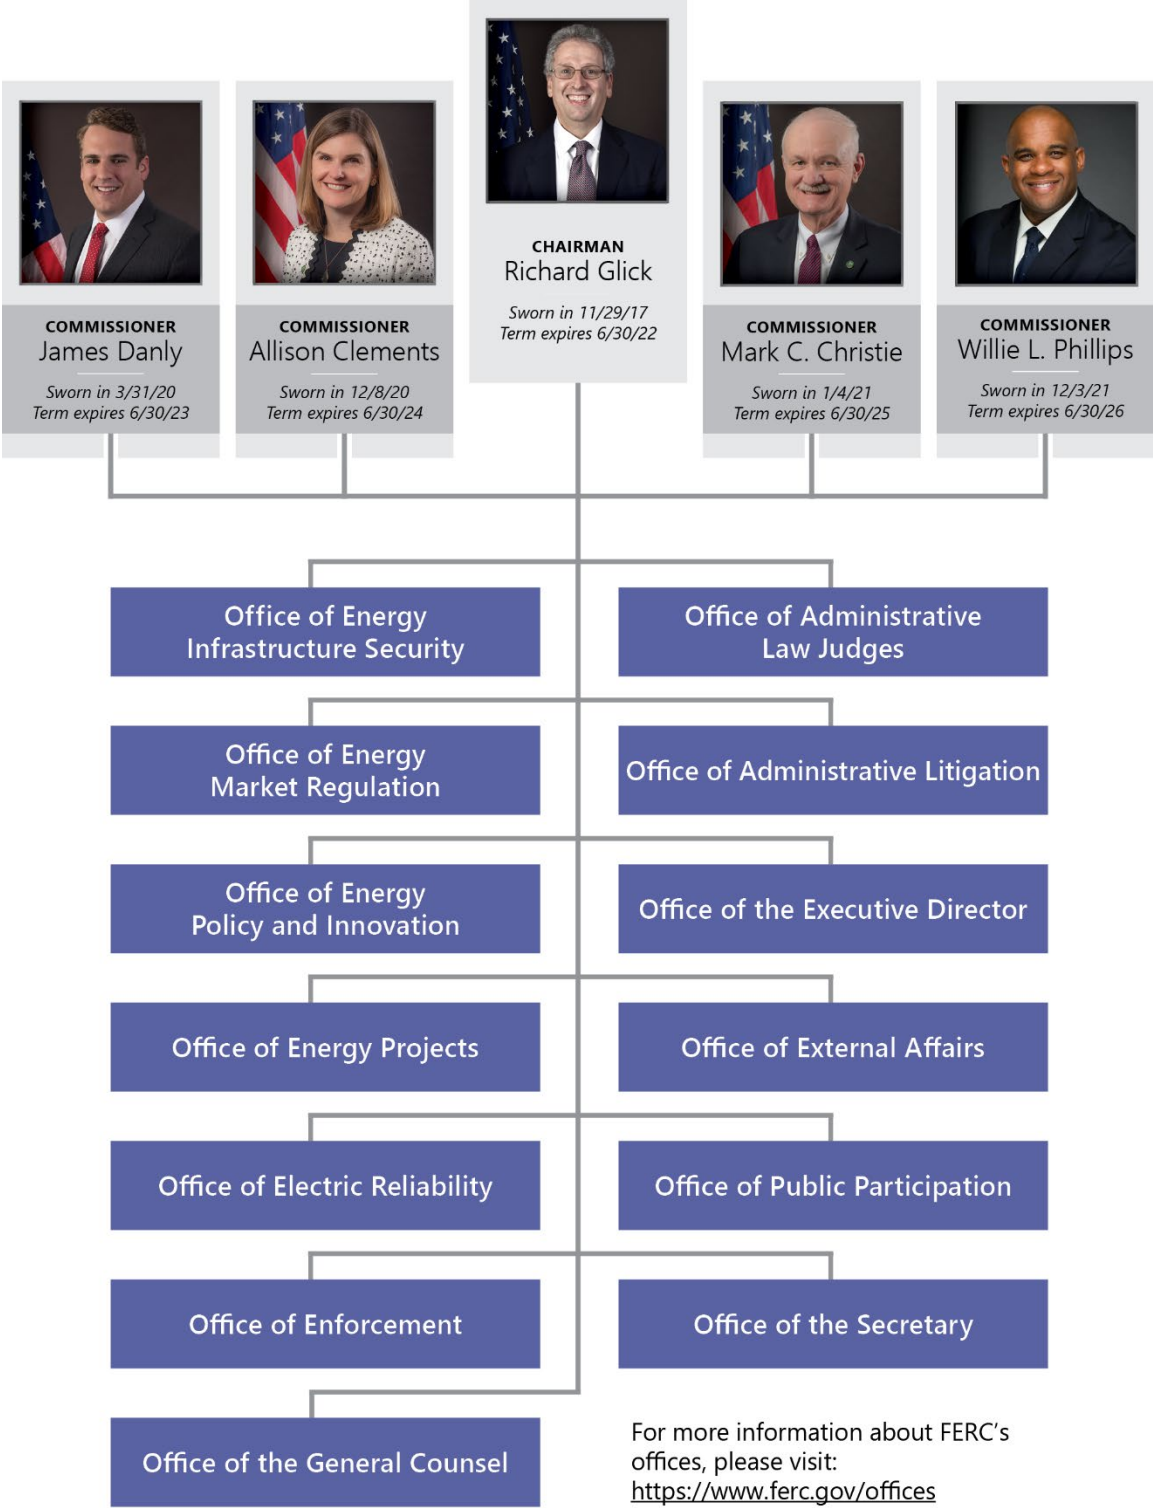 CHAIRMAN
Richard Glick
Sworn in 11/29/17
Term expires 6/30/22
COMMISSIONER
James Danly
Sworn in 3/31/20
Term expires 6/30/23
COMMISSIONER
Allison Clements
Sworn in 12/8/20
Term expires 6/30/24
COMMISSIONER
Mark C. Christie
Sworn in 1/4/21
Term expires 6/30/25
COMMISSIONER
Willie L. Phillips
Sworn in 12/3/21
Term expires 6/30/26
Office of Energy
Infrastructure Security
Office of Administrative
Law Judges
Office of Energy
Market Regulation
Office of Administrative Litigation
Office of Energy
Policy and Innovation
Office of the Executive Director
Office of Energy Projects
Office of External Affairs
Office of Electric Reliability
Office of Public Participation
Office of Enforcement
Office of the Secretary
Office of the General Counsel
For more information about FERC’s
offices, please visit:
https://www.ferc.gov/offices